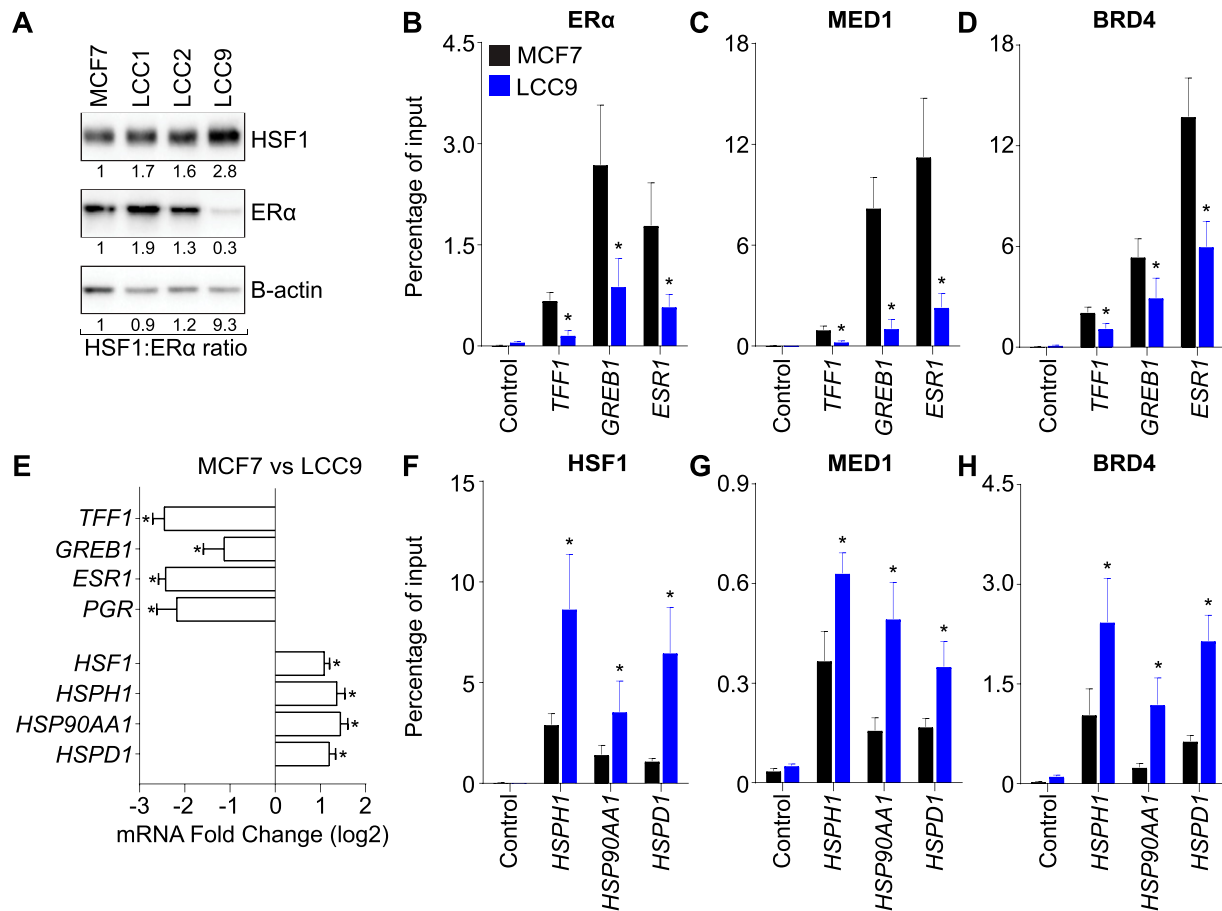 A
MCF7 LCC1 LCC2 LCC9
HSF1
1 1.7 1.6 2.8
ERα
1 1.9 1.3 0.3
B-actin
1 0.9 1.2 9.3
HSF1:ERα ratio
B
ERα
MCF7
LCC9
Percentage of input
4.5
3.0
1.5
0
* * *
Control TFF1 GREB1 ESR1
C
MED1
18
12
6
0
* * *
Control TFF1 GREB1 ESR1
D
BRD4
18
12
6
0
* * *
Control TFF1 GREB1 ESR1
E
MCF7 vs LCC9
TFF1 *
GREB1 *
ESR1 *
PGR *
HSF1 *
HSPH1 *
HSP90AA1 *
HSPD1 *
-3 -2 -1 0 1 2
mRNA Fold Change (log2)
F
HSF1
Percentage of input
15
10
5
0
* * *
Control HSPH1 HSP90AA1 HSPD1
G
MED1
0.9
0.6
0.3
0
* * *
Control HSPH1 HSP90AA1 HSPD1
H
BRD4
4.5
3.0
1.5
0
* * *
Control HSPH1 HSP90AA1 HSPD1